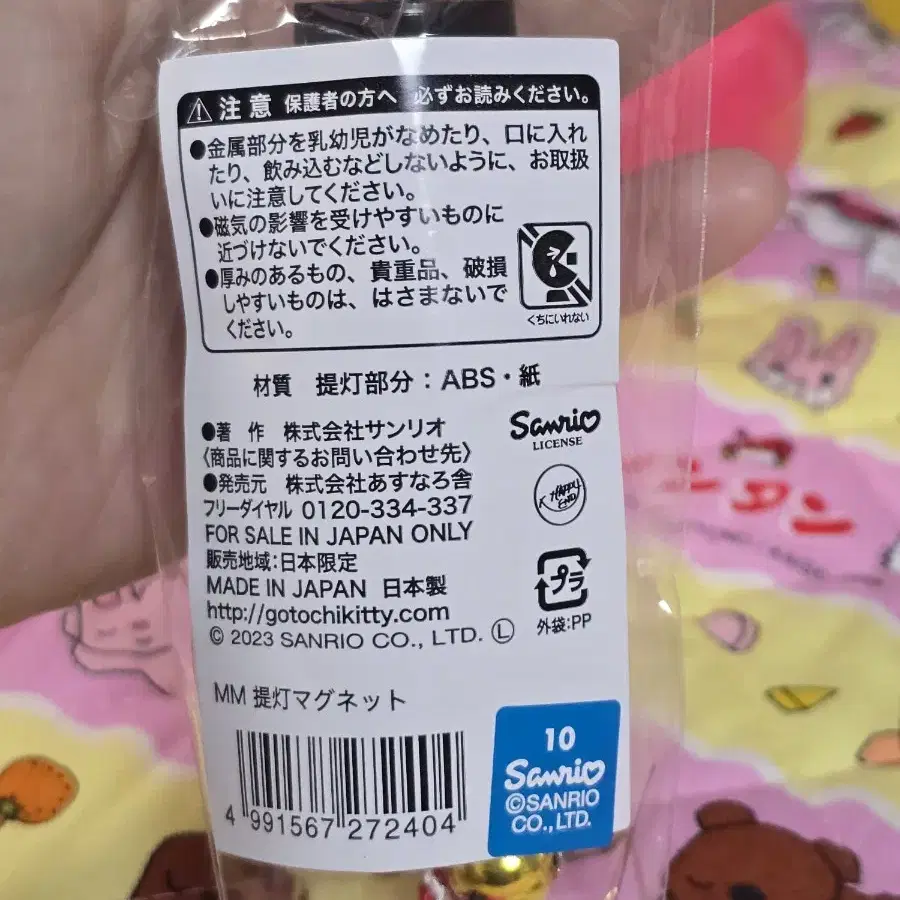 ⚠注意 保護者の方へ 必ずお読みください。
●金属部分を乳幼児がなめたり、口に入れ
たり、飲み込むなどしないように、お取扱
いに注意してください。
●磁気の影響を受けやすいものに
近づけないでください。
●厚みのあるもの、貴重品、破損
しやすいものは、はさまないで
ください。
くちにいれない
材質 提灯部分:ABS・紙
●著 作 株式会社サンリオ
〈商品に関するお問い合わせ先〉
●発売元 株式会社あすなろ舎
フリーダイヤル 0120-334-337
FOR SALE IN JAPAN ONLY
販売地域:日本限定
MADE IN JAPAN 日本製
http://gotochikitty.com
© 2023 SANRIO CO., LTD. Ⓛ
Sanrio
LICENSE
HAPPY
END
プラ
外袋:PP
MM 提灯マグネット
4 991567 272404
10
Sanrio
©SANRIO
CO., LTD.
タン